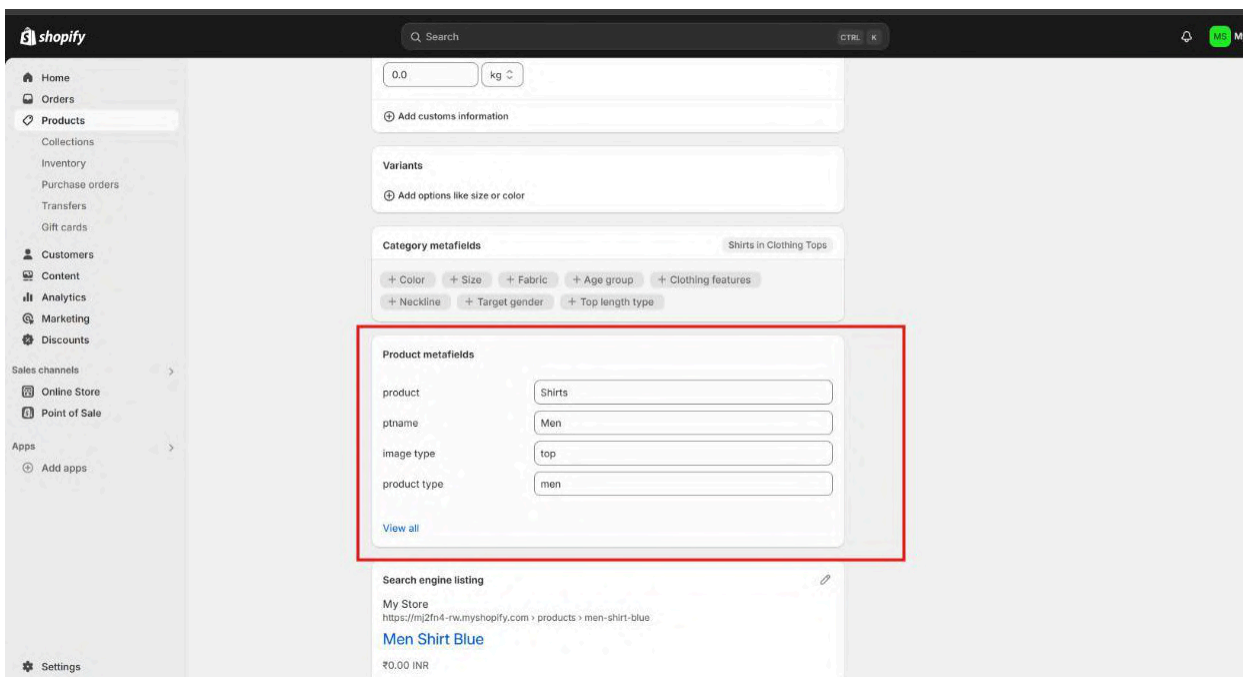 shopify
Search
CTRL K
MS M
Home
Orders
Products
Collections
Inventory
Purchase orders
Transfers
Gift cards
Customers
Content
Analytics
Marketing
Discounts
Sales channels
Online Store
Point of Sale
Apps
Add apps
Settings
0.0 kg
Add customs information
Variants
Add options like size or color
Category metafields Shirts in Clothing Tops
+ Color + Size + Fabric + Age group + Clothing features
+ Neckline + Target gender + Top length type
Product metafields
product Shirts
ptname Men
image type top
product type men
View all
Search engine listing
My Store
https://mj2fn4-rw.myshopify.com › products › men-shirt-blue
Men Shirt Blue
₹0.00 INR